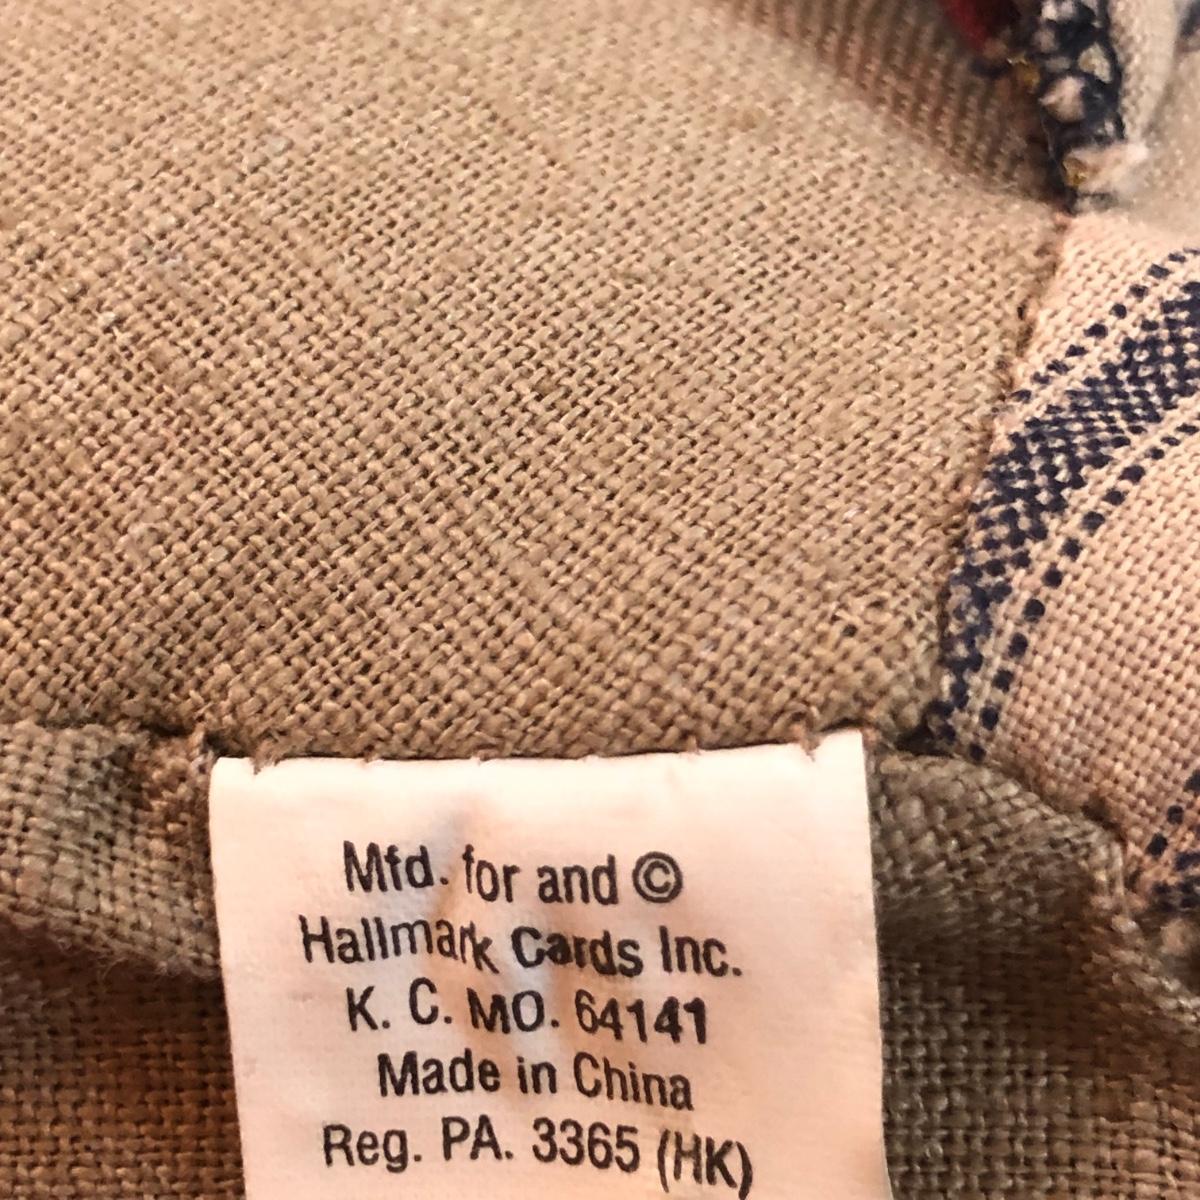 Mfd. for and ©
Hallmark Cards Inc.
K. C. MO. 64141
Made in China
Reg. PA. 3365 (HK)